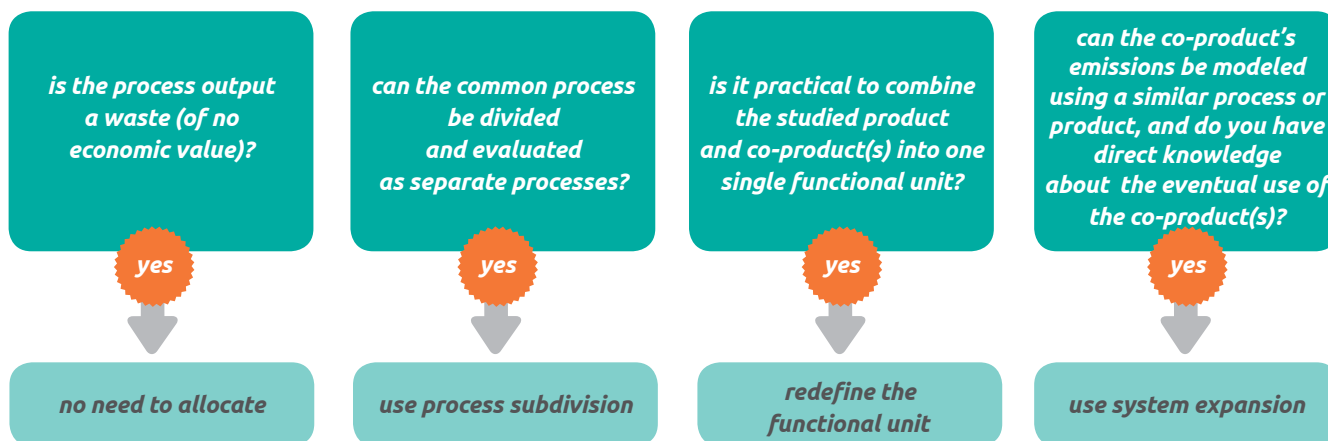 is the process output
a waste (of no
economic value)?
yes
no need to allocate
can the common process
be divided
and evaluated
as separate processes?
yes
use process subdivision
is it practical to combine
the studied product
and co-product(s) into one
single functional unit?
yes
redefine the
functional unit
can the co-product’s
emissions be modeled
using a similar process or
product, and do you have
direct knowledge
about the eventual use of
the co-product(s)?
yes
use system expansion